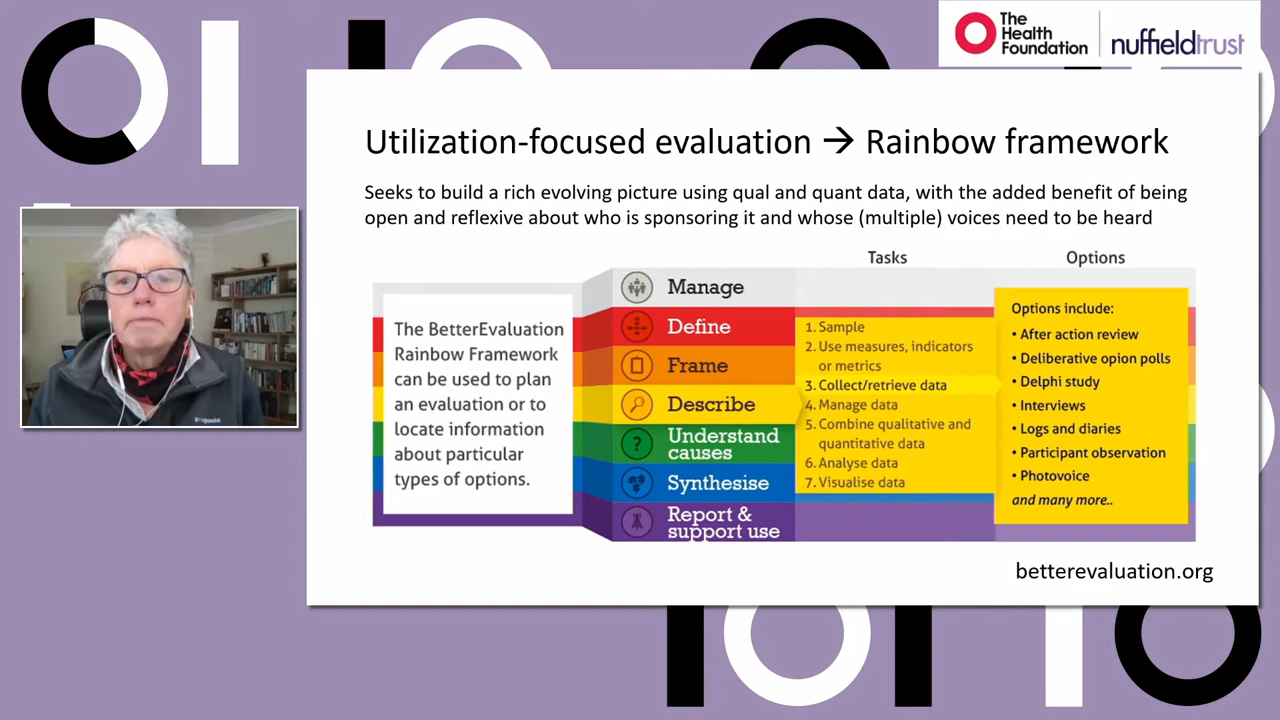 The
Health
Foundation
nuffieldtrust
Utilization-focused evaluation → Rainbow framework
Seeks to build a rich evolving picture using qual and quant data, with the added benefit of being
open and reflexive about who is sponsoring it and whose (multiple) voices need to be heard
The BetterEvaluation
Rainbow Framework
can be used to plan
an evaluation or to
locate information
about particular
types of options.
Manage
Define
Frame
Describe
Understand
causes
Synthesise
Report &
support use
Tasks
1. Sample
2. Use measures, indicators
or metrics
3. Collect/retrieve data
4. Manage data
5. Combine qualitative and
quantitative data
6. Analyse data
7. Visualise data
Options
Options include:
• After action review
• Deliberative opion polls
• Delphi study
• Interviews
• Logs and diaries
• Participant observation
• Photovoice
and many more..
betterevaluation.org